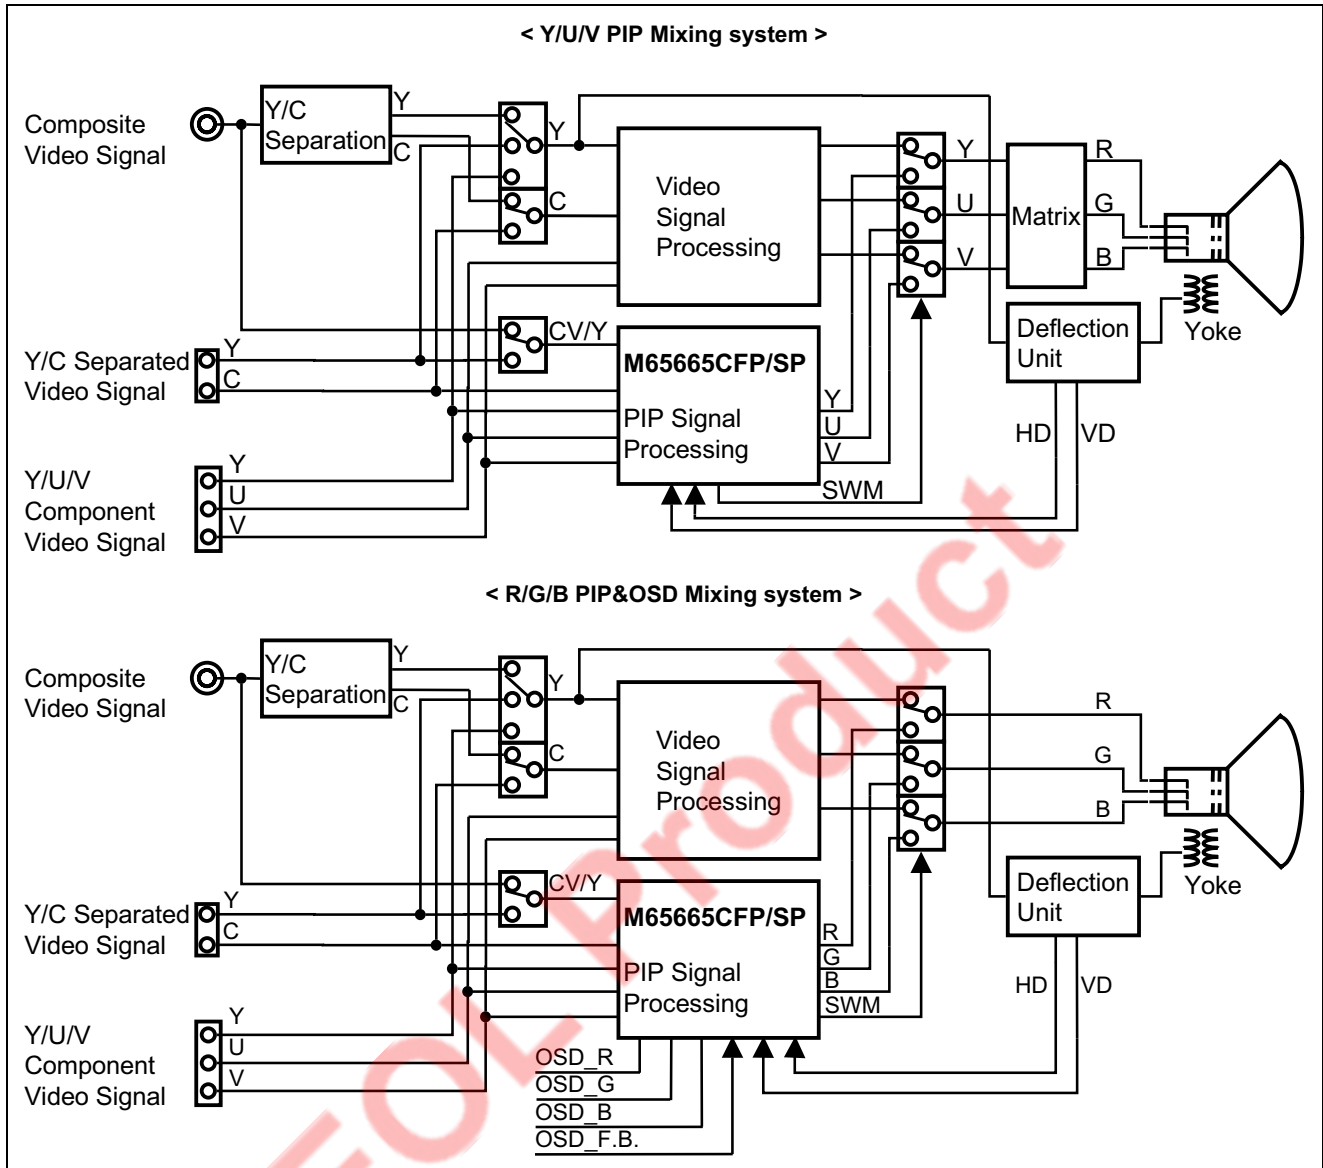 < Y/U/V PIP Mixing system >
Composite
Video Signal
Y/C
Separation
Y
C
Y
C
Video
Signal
Processing
Y
U
V
Matrix
R
G
B
Yoke
Deflection
Unit
HD
VD
Y/C Separated
Video Signal
Y
C
CV/Y
M65665CFP/SP
PIP Signal
Processing
Y
U
V
SWM
Y/U/V
Component
Video Signal
Y
U
V
< R/G/B PIP&OSD Mixing system >
Composite
Video Signal
Y/C
Separation
Y
C
Y
C
Video
Signal
Processing
R
G
B
Yoke
Deflection
Unit
HD
VD
Y/C Separated
Video Signal
Y
C
CV/Y
M65665CFP/SP
PIP Signal
Processing
R
G
B
SWM
Y/U/V
Component
Video Signal
Y
U
V
OSD_R
OSD_G
OSD_B
OSD_F.B.
EOL Product